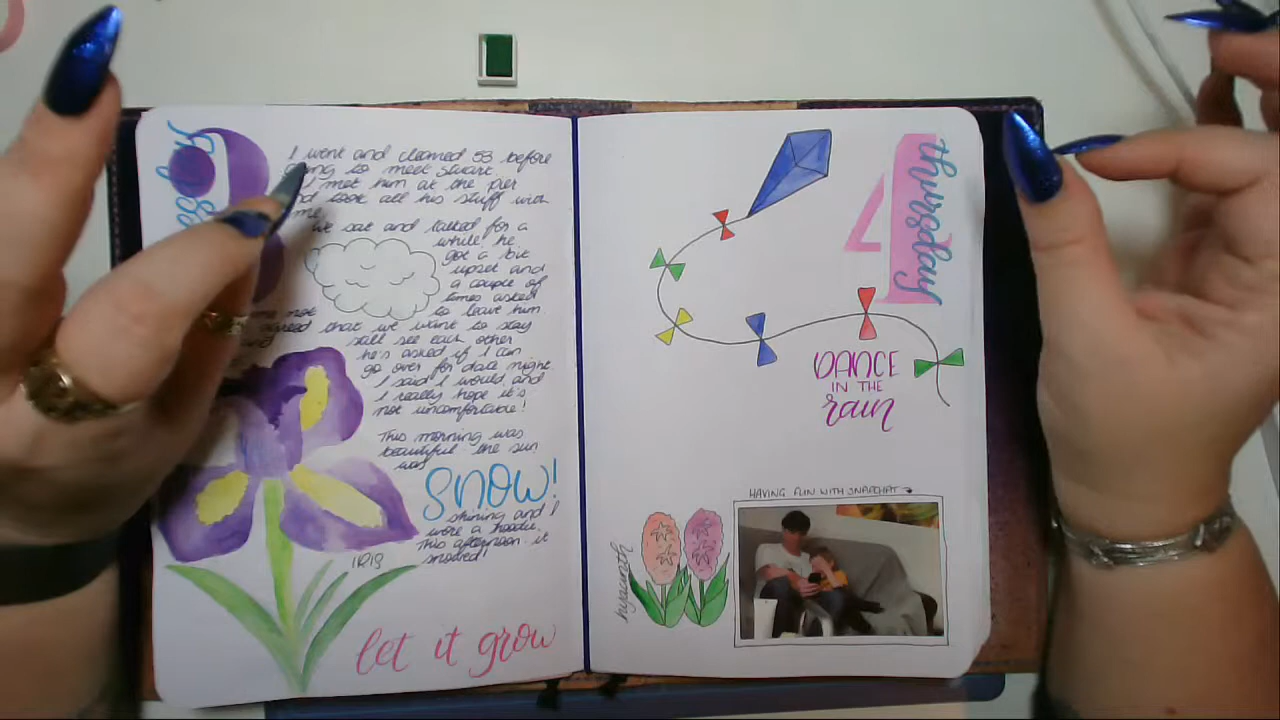 3
I went and cleaned 53 before
going to meet Stuart.
I met him at the pier
and took all his stuff with
me.
We sat and talked for a
while he
got a bit
upset and
a couple of
times asked
me not to leave him.
agreed that we want to stay
still see each other
he's asked if I can
go over for date night.
I said I would and
I really hope it's
not uncomfortable!
This morning was
beautiful the sun
was
SNOW!
shining and I
wore a hoodie.
This afternoon it
snowed!
IRIS
let it grow
4
thursday
DANCE
IN THE
rain
HAVING FUN WITH SNAPCHAT
hyacinth